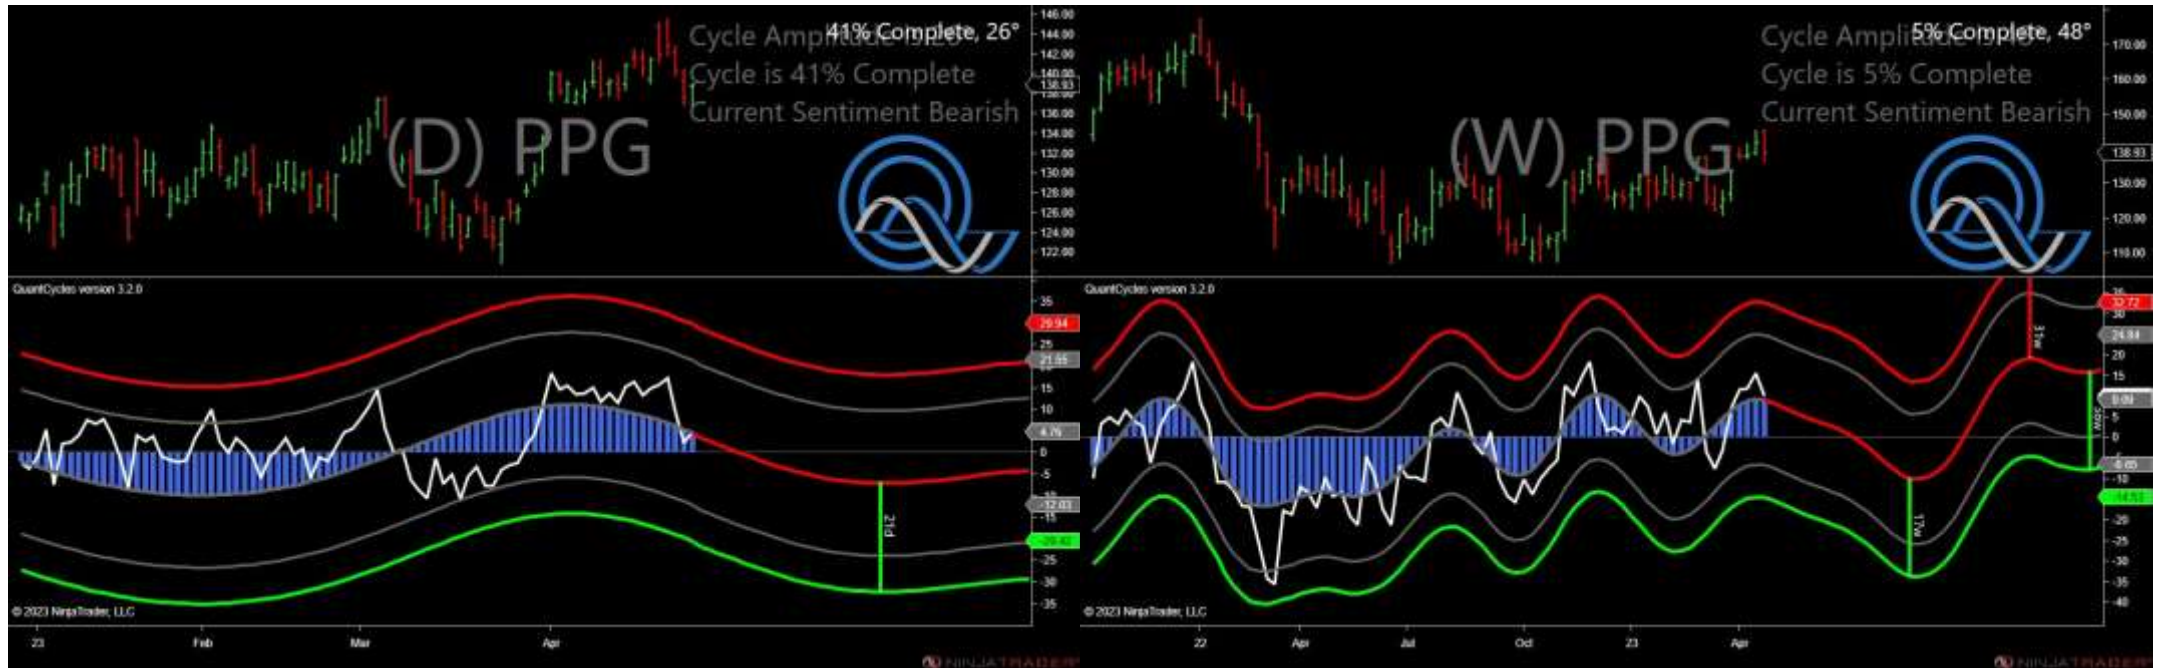 41% Complete, 26°
Cycle is 41% Complete
Current Sentiment Bearish
(D) PPG
146.00
144.00
142.00
140.00
138.93
136.00
134.00
132.00
130.00
128.00
126.00
124.00
122.00
QuantCycles version 3.2.0
35
29.94
25
21.55
15
10
4.76
0
-5
-12.03
-15
-25
-30
-35
21d
© 2023 NinjaTrader, LLC
23 Feb Mar Apr
NINJATRADER
5% Complete, 48°
Cycle is 5% Complete
Current Sentiment Bearish
(W) PPG
170.00
160.00
150.00
138.93
130.00
120.00
110.00
QuantCycles version 3.2.0
32.72
30
24.84
20
15
5
0
-10
-20
-25
-30
-35
-40
31w
17w
© 2023 NinjaTrader, LLC
22 Apr Jul Oct 23 Apr
NINJATRADER